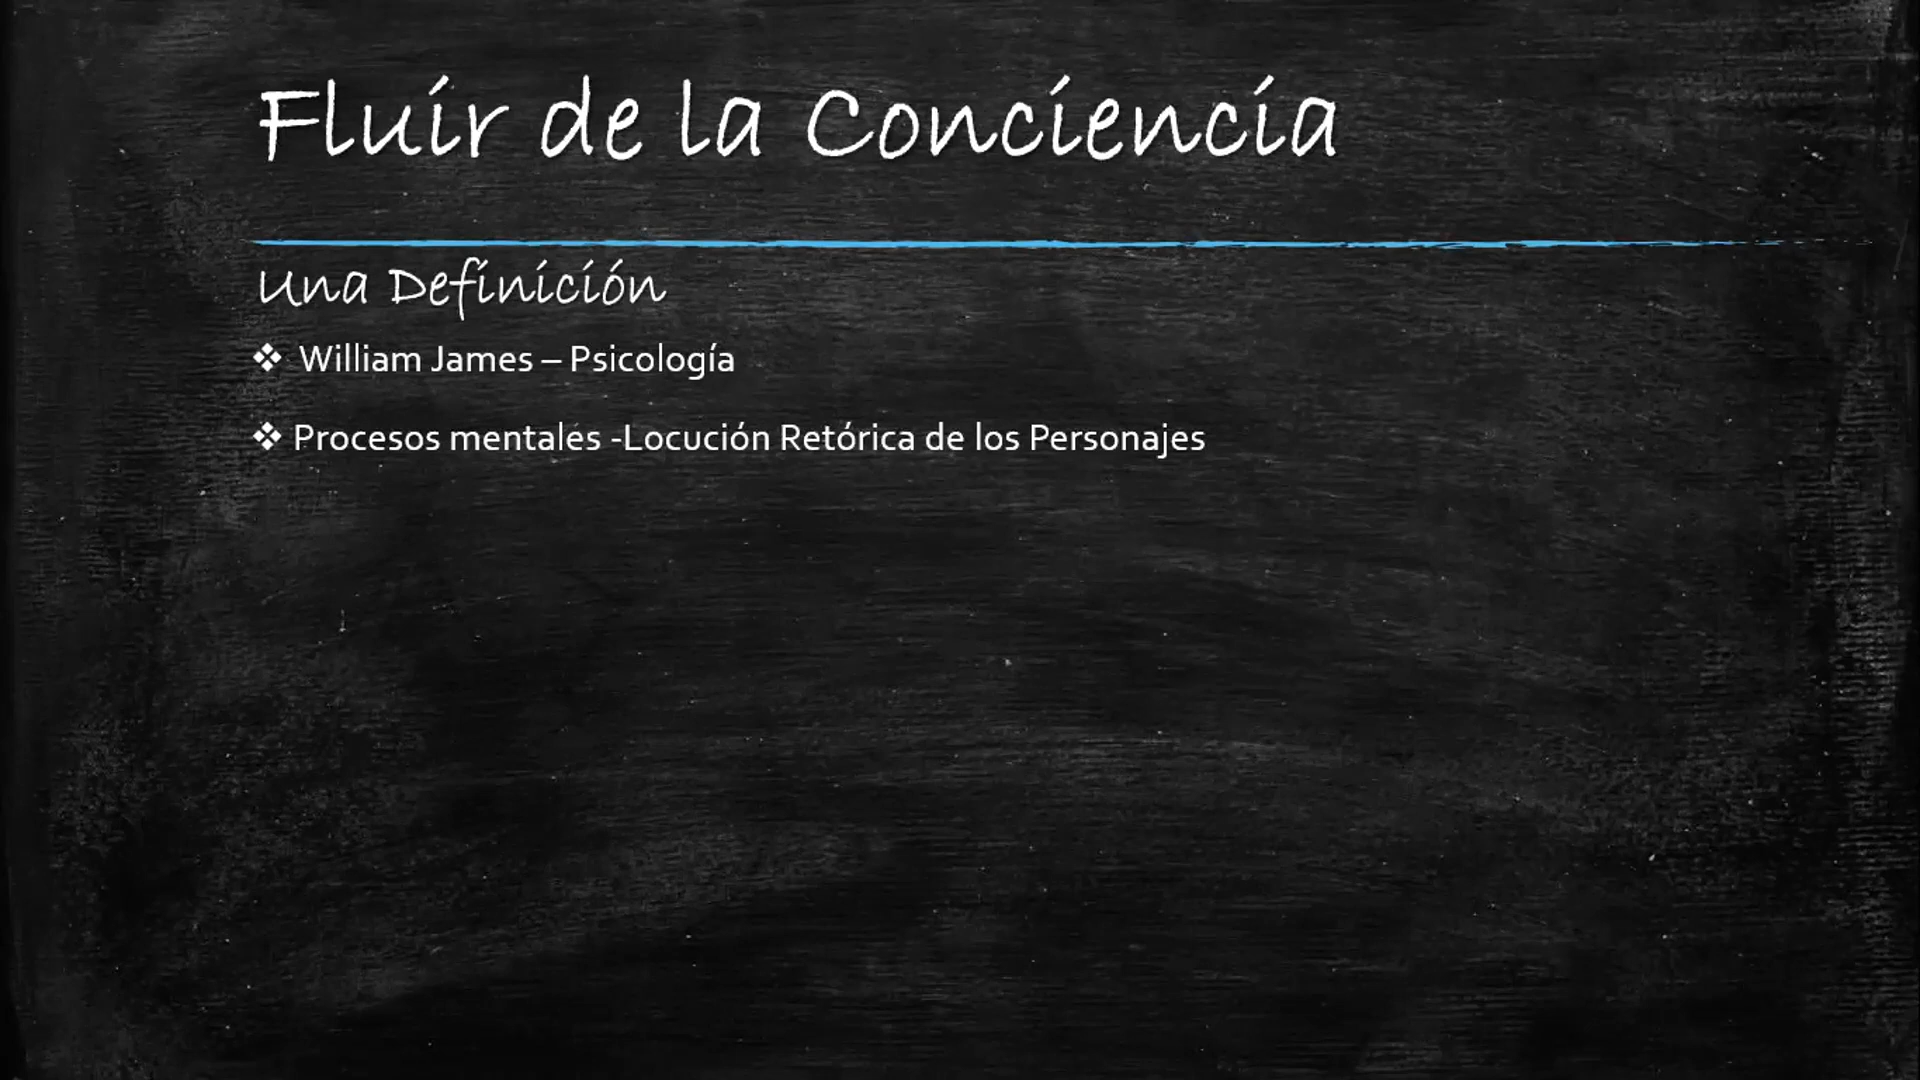 Fluir de la Conciencia
Una Definición
❖ William James – Psicología
❖ Procesos mentales -Locución Retórica de los Personajes